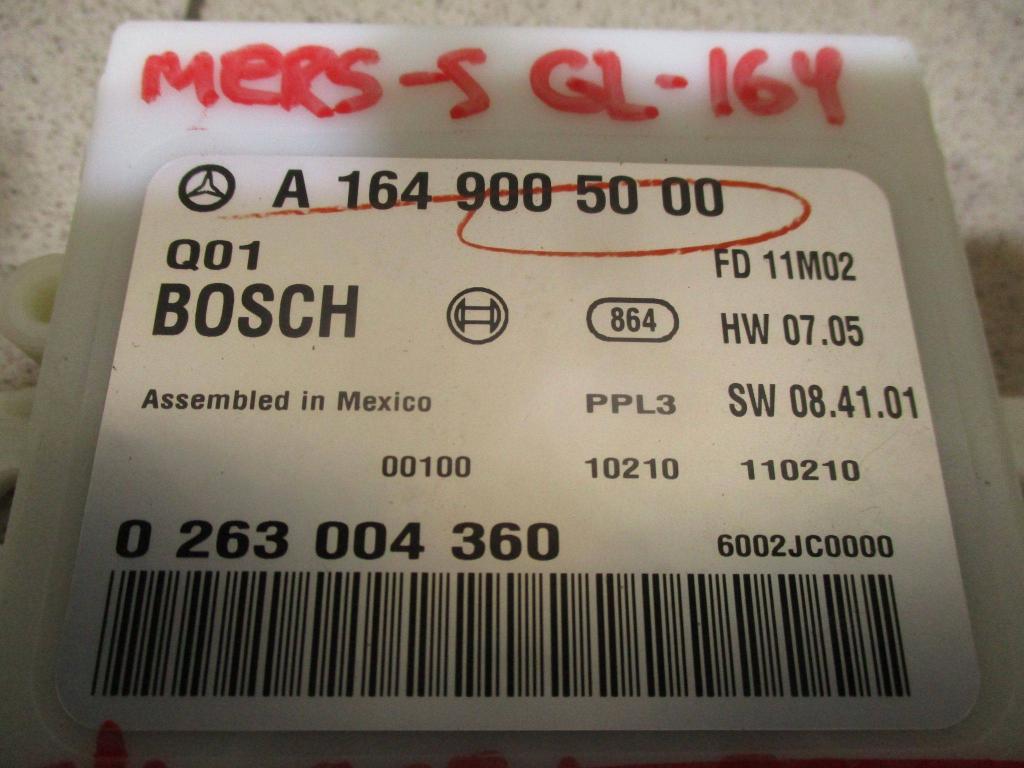 MERS-S GL-164
A 164 900 50 00
Q01
FD 11M02
BOSCH
864
HW 07.05
Assembled in Mexico
PPL3
SW 08.41.01
00100
10210
110210
0 263 004 360
6002JC0000